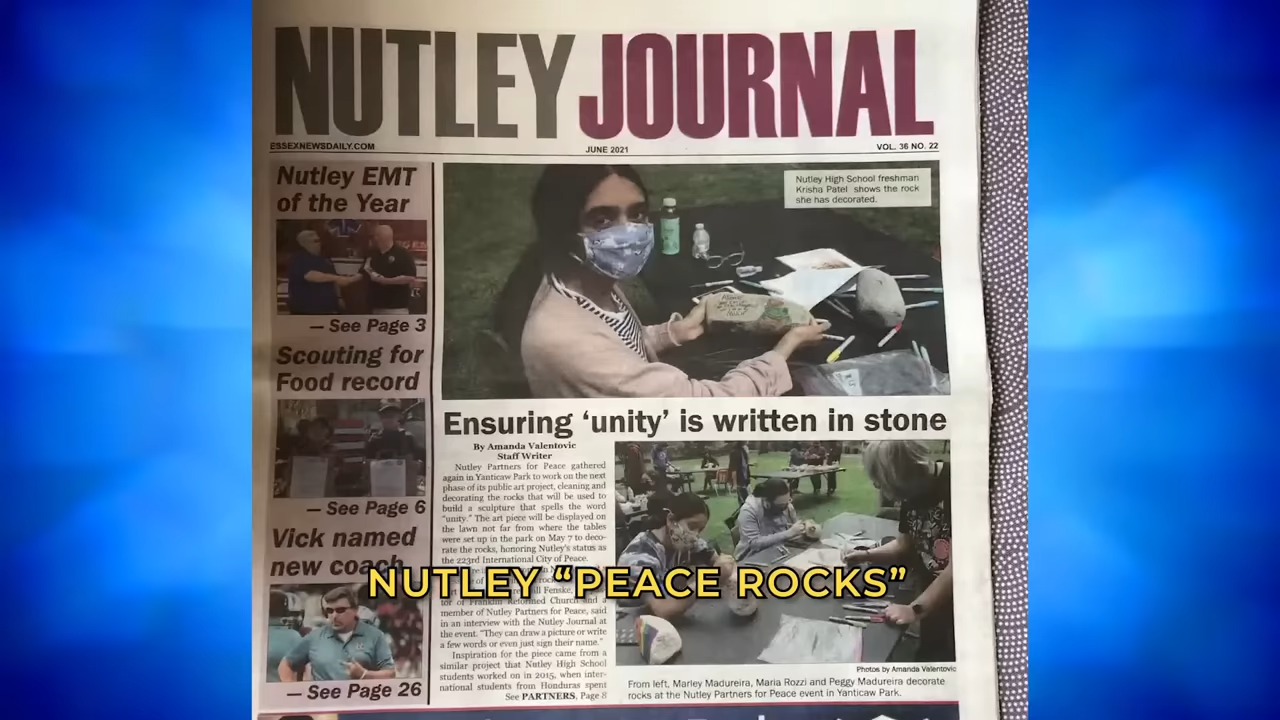 NUTLEY JOURNAL
ESSEXNEWSDAILY.COM
JUNE 2021
VOL. 36 NO. 22
Nutley EMT
of the Year
— See Page 3
Scouting for
Food record
— See Page 6
Vick named
new coach
— See Page 26
Nutley High School freshman
Krisha Patel shows the rock
she has decorated.
Ensuring ‘unity’ is written in stone
By Amanda Valentovic
Staff Writer
Nutley Partners for Peace gathered
again in Yanticaw Park to work on the next
phase of its public art project, cleaning and
decorating the rocks that will be used to
build a sculpture that spells the word
“unity.” The art piece will be displayed on
the lawn not far from where the tables
were set up in the park on May 7 to deco-
rate the rocks, honoring Nutley’s status as
the 223rd International City of Peace.
NUTLEY “PEACE ROCKS”
Jill Fenske,
tor of Franklin Reformed Church and a
member of Nutley Partners for Peace, said
in an interview with the Nutley Journal at
the event. “They can draw a picture or write
a few words or even just sign their name.”
Inspiration for the piece came from a
similar project that Nutley High School
students worked on in 2015, when inter-
national students from Honduras spent
See PARTNERS, Page 8
Photos by Amanda Valentovic
From left, Marley Madureira, Maria Rozzi and Peggy Madureira decorate
rocks at the Nutley Partners for Peace event in Yanticaw Park.